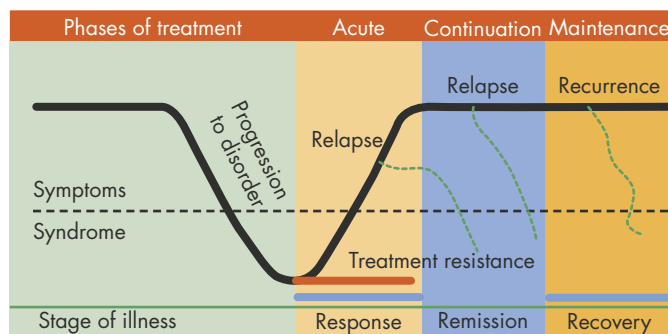 Phases of treatment
Acute
Continuation
Maintenance
Progression
to disorder
Relapse
Relapse
Recurrence
Symptoms
Syndrome
Treatment resistance
Stage of illness
Response
Remission
Recovery